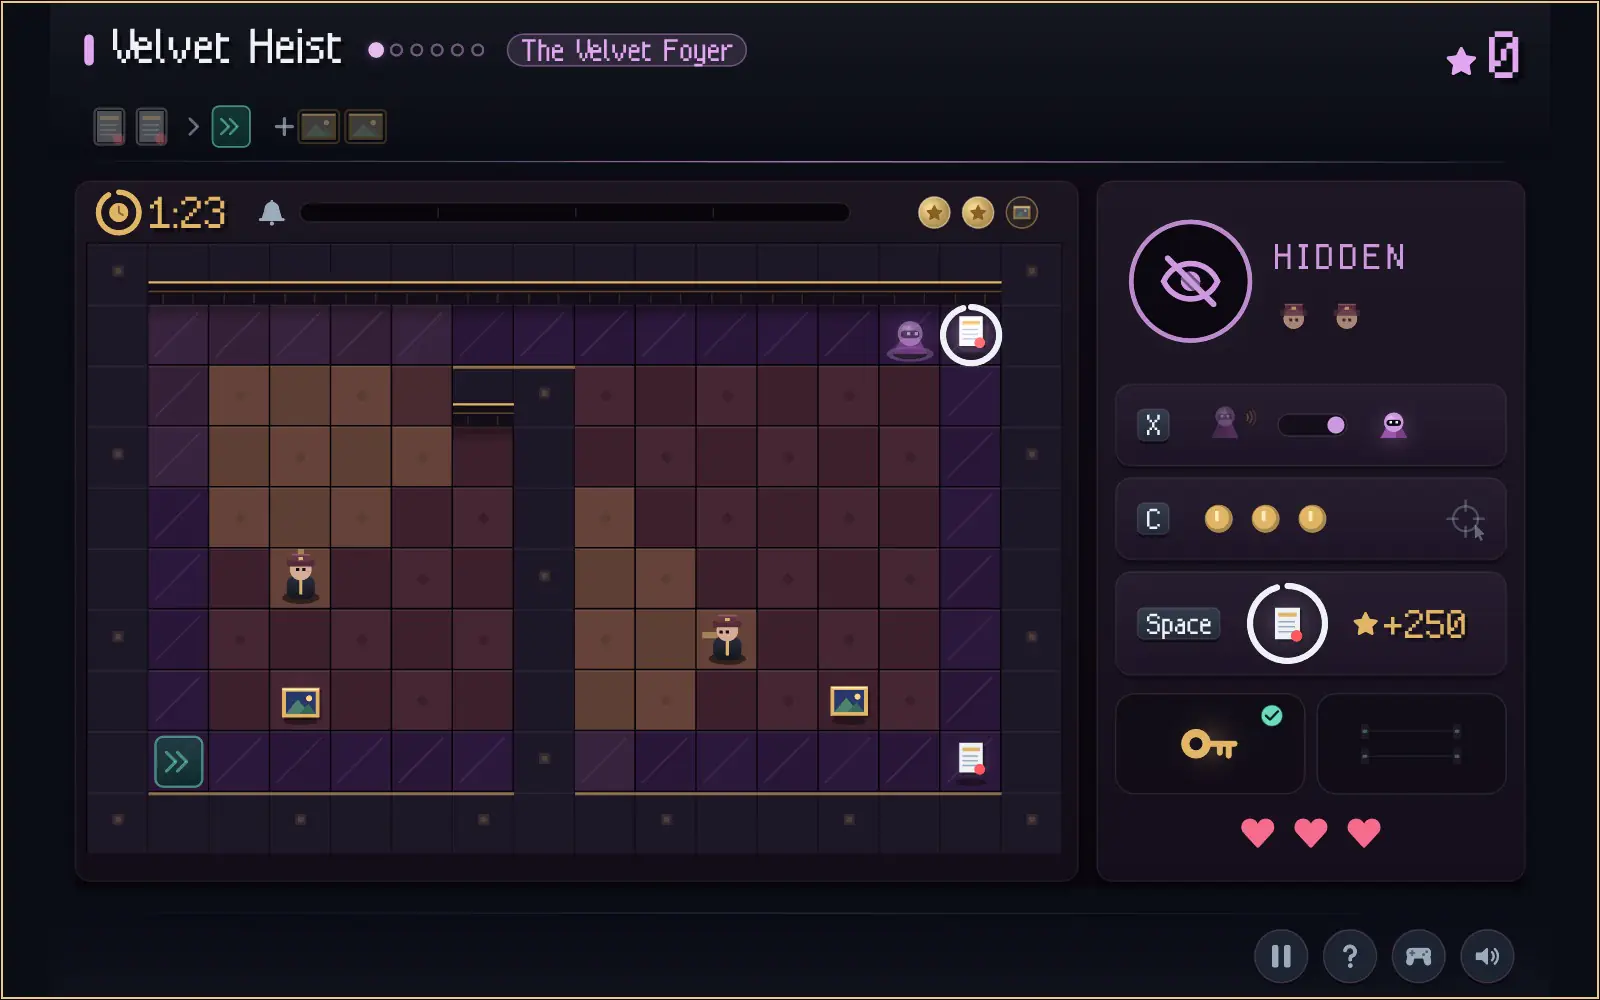 Velvet Heist
The Velvet Foyer
0
1:23
HIDDEN
X
C
Space
+250
?